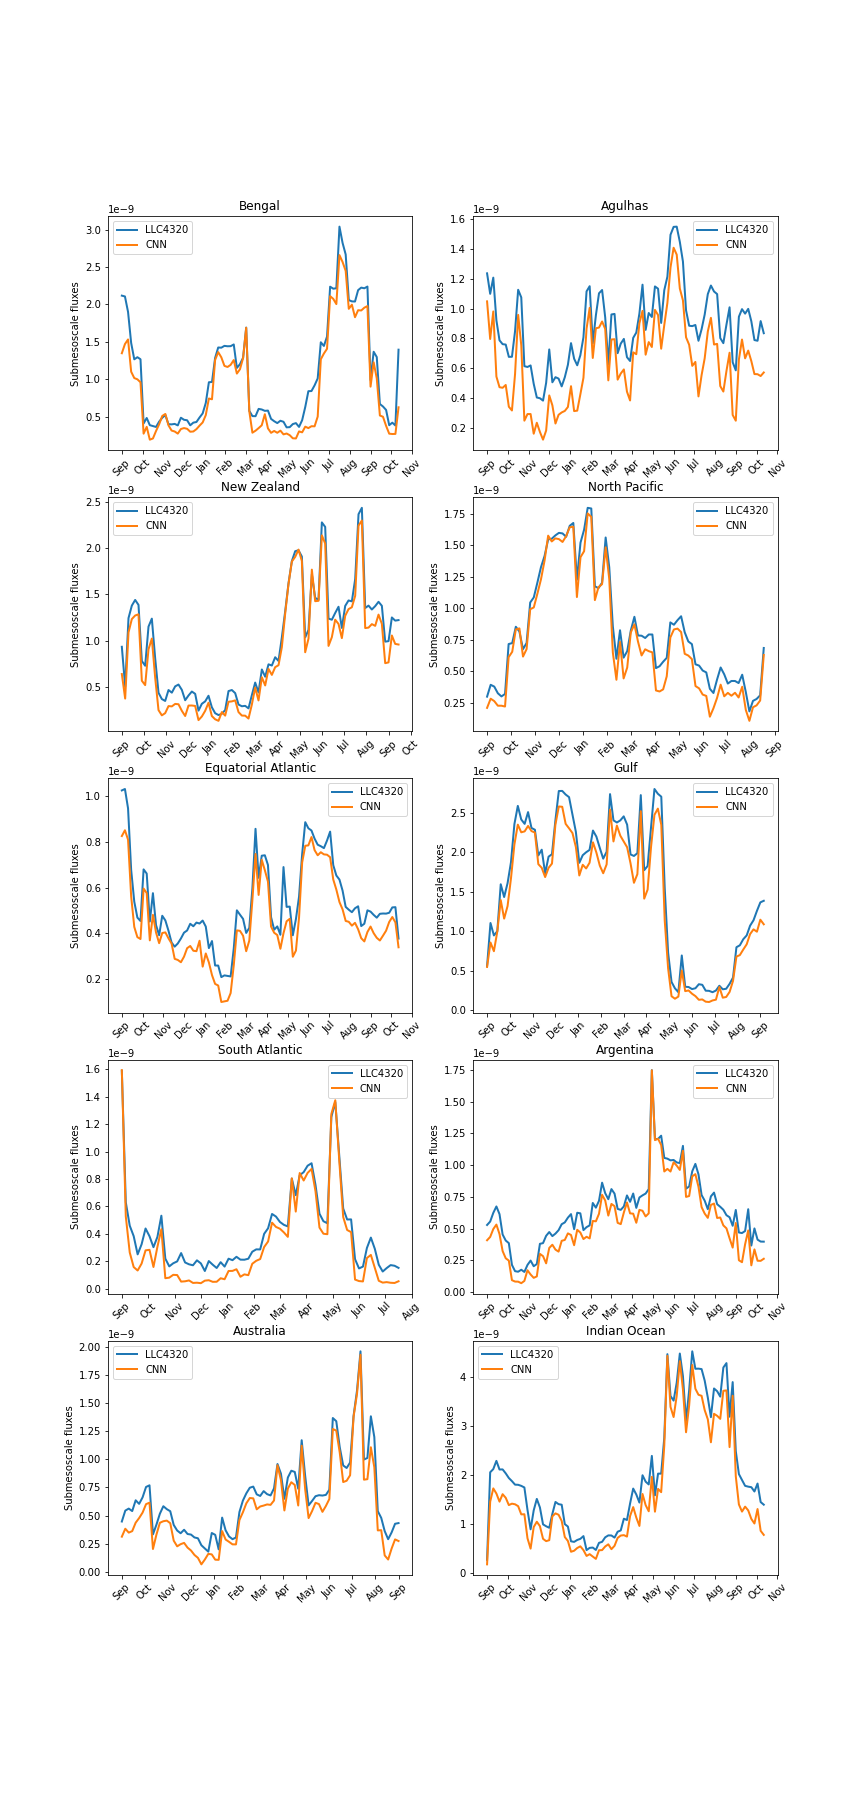 Bengal
1e−9
Submesoscale fluxes
3.0
2.5
2.0
1.5
1.0
0.5
LLC4320
CNN
Sep Oct Nov Dec Jan Feb Mar Apr May Jun Jul Aug Sep Oct Nov
Agulhas
1e−9
Submesoscale fluxes
1.6
1.4
1.2
1.0
0.8
0.6
0.4
0.2
LLC4320
CNN
Sep Oct Nov Dec Jan Feb Mar Apr May Jun Jul Aug Sep Oct Nov
New Zealand
1e−9
Submesoscale fluxes
2.5
2.0
1.5
1.0
0.5
LLC4320
CNN
Sep Oct Nov Dec Jan Feb Mar Apr May Jun Jul Aug Sep Oct
North Pacific
1e−9
Submesoscale fluxes
1.75
1.50
1.25
1.00
0.75
0.50
0.25
LLC4320
CNN
Sep Oct Nov Dec Jan Feb Mar Apr May Jun Jul Aug Sep
Equatorial Atlantic
1e−9
Submesoscale fluxes
1.0
0.8
0.6
0.4
0.2
LLC4320
CNN
Sep Oct Nov Dec Jan Feb Mar Apr May Jun Jul Aug Sep Oct Nov
Gulf
1e−9
Submesoscale fluxes
2.5
2.0
1.5
1.0
0.5
0.0
LLC4320
CNN
Sep Oct Nov Dec Jan Feb Mar Apr May Jun Jul Aug Sep
South Atlantic
1e−9
Submesoscale fluxes
1.6
1.4
1.2
1.0
0.8
0.6
0.4
0.2
0.0
LLC4320
CNN
Sep Oct Nov Dec Jan Feb Mar Apr May Jun Jul Aug
Argentina
1e−9
Submesoscale fluxes
1.75
1.50
1.25
1.00
0.75
0.50
0.25
0.00
LLC4320
CNN
Sep Oct Nov Dec Jan Feb Mar Apr May Jun Jul Aug Sep Oct Nov
Australia
1e−9
Submesoscale fluxes
2.00
1.75
1.50
1.25
1.00
0.75
0.50
0.25
0.00
LLC4320
CNN
Sep Oct Nov Dec Jan Feb Mar Apr May Jun Jul Aug Sep
Indian Ocean
1e−9
Submesoscale fluxes
4
3
2
1
0
LLC4320
CNN
Sep Oct Nov Dec Jan Feb Mar Apr May Jun Jul Aug Sep Oct Nov